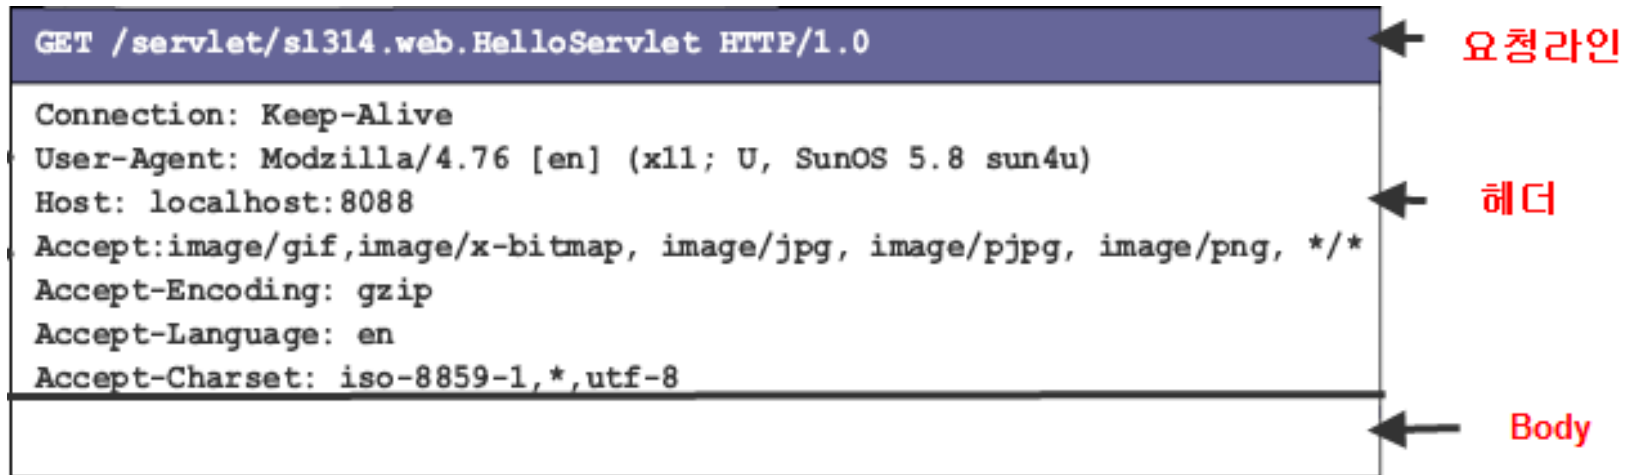 GET /servlet/sl314.web.HelloServlet HTTP/1.0
요청라인
Connection: Keep-Alive
User-Agent: Modzilla/4.76 [en] (x11; U, SunOS 5.8 sun4u)
Host: localhost:8088
헤더
Accept:image/gif,image/x-bitmap, image/jpg, image/pjpg, image/png, */*
Accept-Encoding: gzip
Accept-Language: en
Accept-Charset: iso-8859-1,*,utf-8
Body